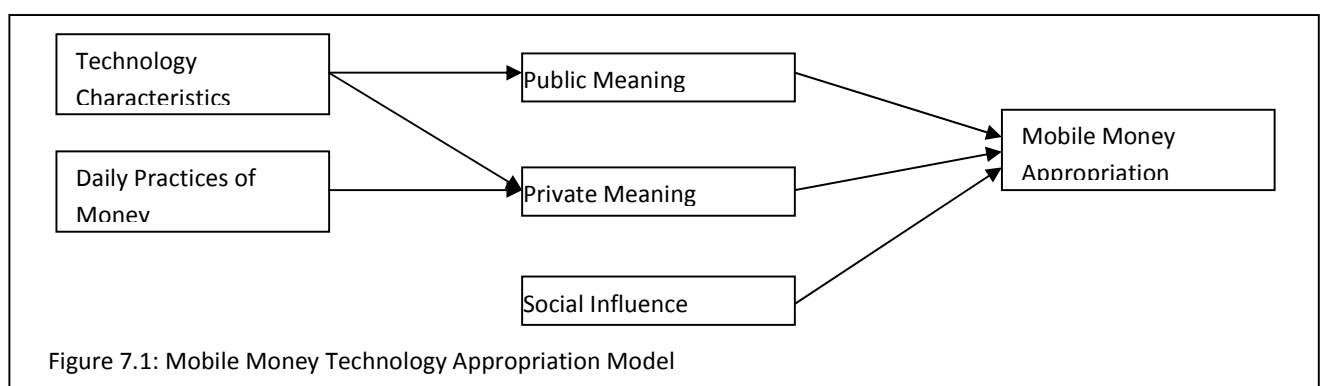 Technology
Characteristics
Public Meaning
Mobile Money
Appropriation
Daily Practices of
Money
Private Meaning
Social Influence
Figure 7.1: Mobile Money Technology Appropriation Model